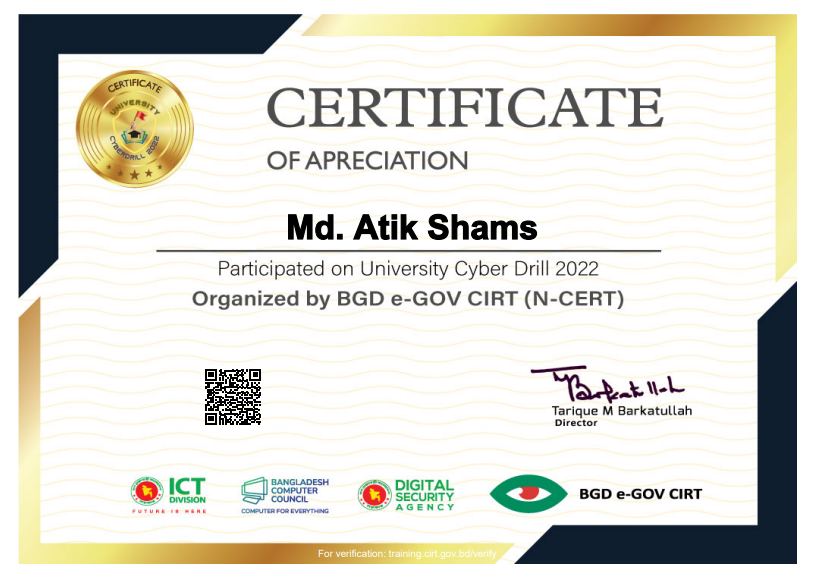 CERTIFICATE
UNIVERSITY
CYBERDRILL 2022
CERTIFICATE
OF APRECIATION
Md. Atik Shams
Participated on University Cyber Drill 2022
Organized by BGD e-GOV CIRT (N-CERT)
Tarique M Barkatullah
Director
ICT
DIVISION
FUTURE IS HERE
BANGLADESH
COMPUTER
COUNCIL
COMPUTER FOR EVERYTHING
DIGITAL
SECURITY
AGENCY
BGD e-GOV CIRT
For verification: training.cirt.gov.bd/verify